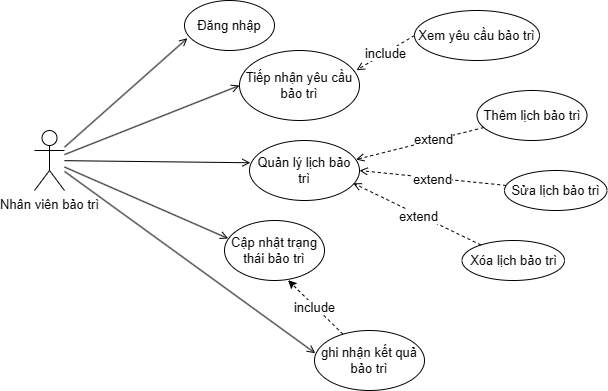 Đăng nhập
Xem yêu cầu bảo trì
include
Tiếp nhận yêu cầu
bảo trì
Thêm lịch bảo trì
extend
Quản lý lịch bảo
trì
extend
Sửa lịch bảo trì
Nhân viên bảo trì
extend
Cập nhật trạng
thái bảo trì
Xóa lịch bảo trì
include
ghi nhận kết quả
bảo trì